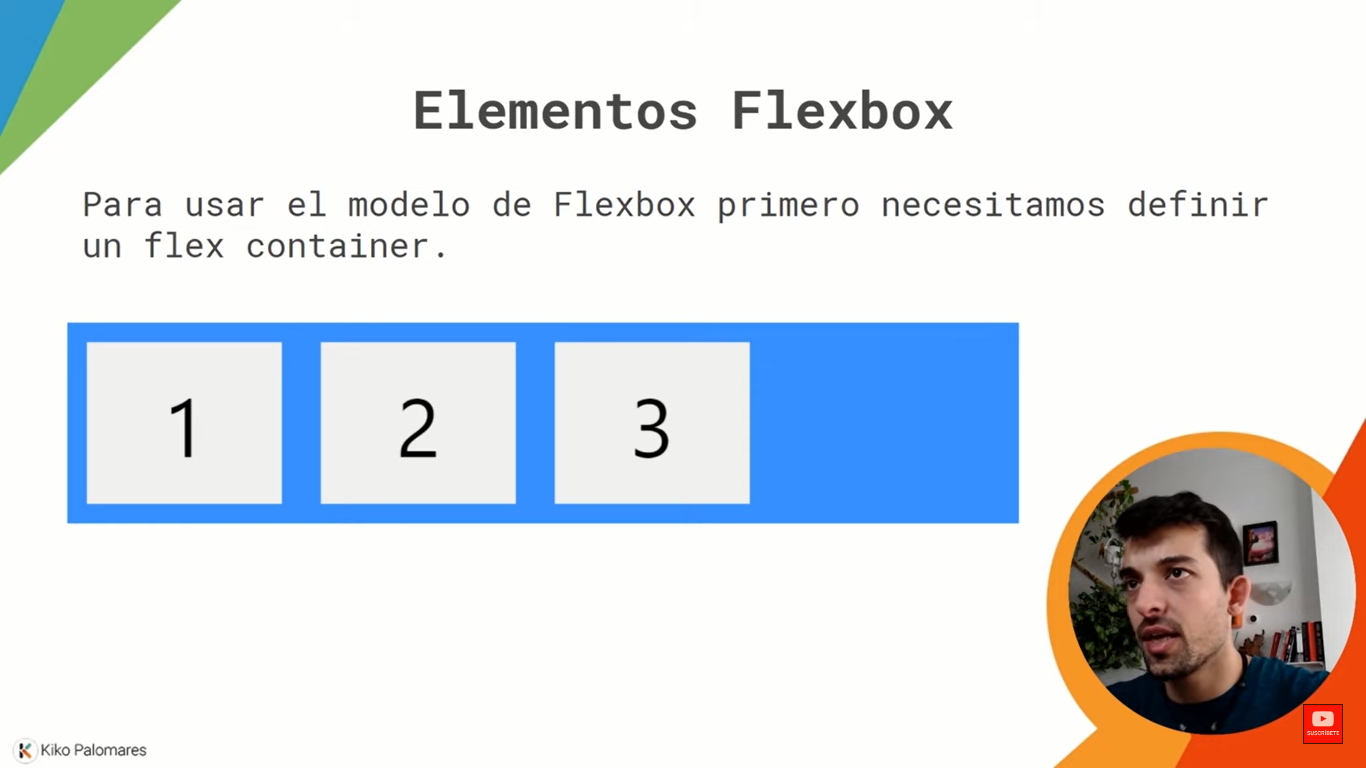 Elementos Flexbox
Para usar el modelo de Flexbox primero necesitamos definir
un flex container.
1 2 3
Kiko Palomares
SUSCRÍBETE